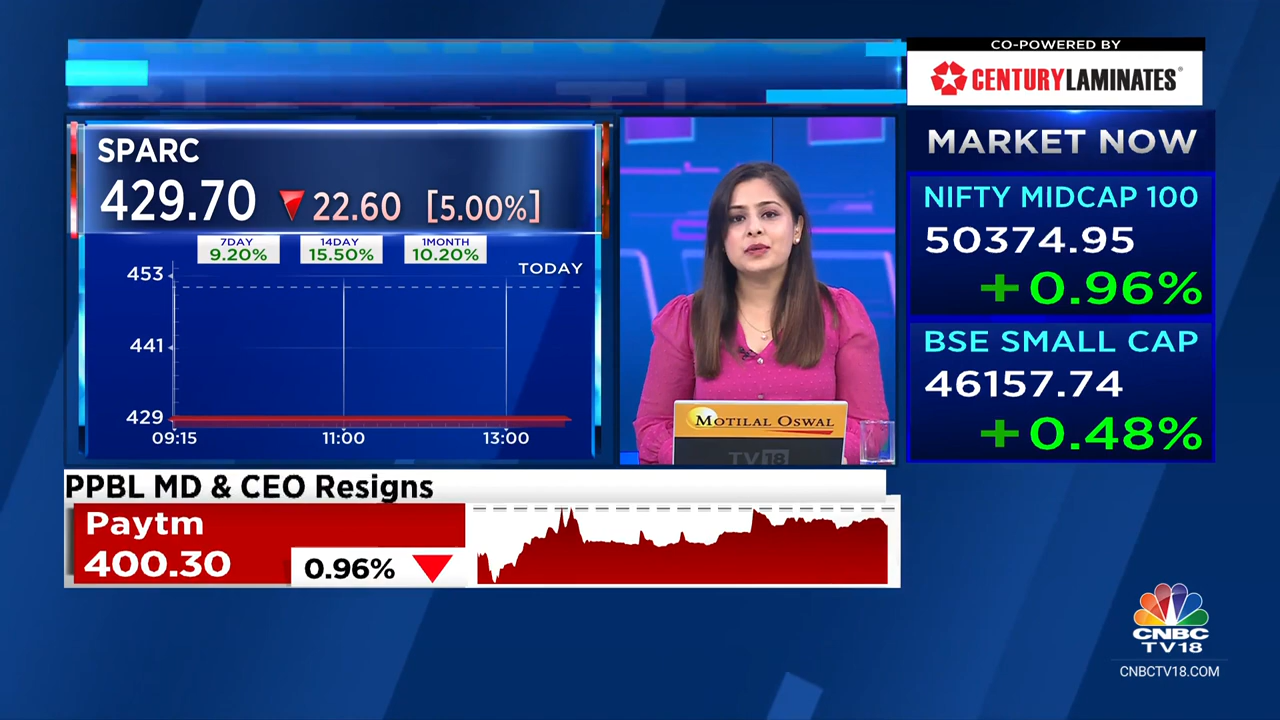 CO-POWERED BY
CENTURYLAMINATES®
SPARC
429.70 ▼ 22.60 [5.00%]
7DAY
9.20%
14DAY
15.50%
1MONTH
10.20%
TODAY
453
441
429
09:15 11:00 13:00
MOTILAL OSWAL
TV18
MARKET NOW
NIFTY MIDCAP 100
50374.95
+0.96%
BSE SMALL CAP
46157.74
+0.48%
PPBL MD & CEO Resigns
Paytm
400.30 0.96% ▼
CNBC
TV18
CNBCTV18.COM